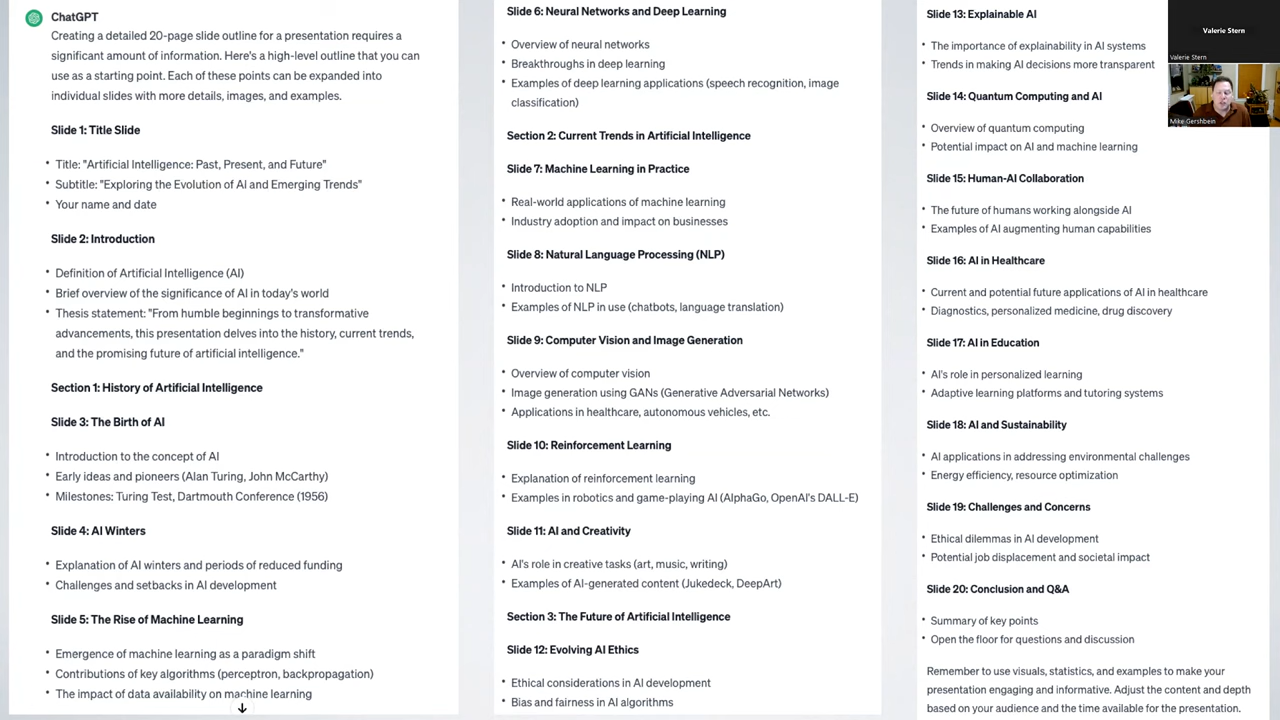 ChatGPT
Creating a detailed 20-page slide outline for a presentation requires a
significant amount of information. Here's a high-level outline that you can
use as a starting point. Each of these points can be expanded into
individual slides with more details, images, and examples.
Slide 1: Title Slide
• Title: "Artificial Intelligence: Past, Present, and Future"
• Subtitle: "Exploring the Evolution of AI and Emerging Trends"
• Your name and date
Slide 2: Introduction
• Definition of Artificial Intelligence (AI)
• Brief overview of the significance of AI in today's world
• Thesis statement: "From humble beginnings to transformative
advancements, this presentation delves into the history, current trends,
and the promising future of artificial intelligence."
Section 1: History of Artificial Intelligence
Slide 3: The Birth of AI
• Introduction to the concept of AI
• Early ideas and pioneers (Alan Turing, John McCarthy)
• Milestones: Turing Test, Dartmouth Conference (1956)
Slide 4: AI Winters
• Explanation of AI winters and periods of reduced funding
• Challenges and setbacks in AI development
Slide 5: The Rise of Machine Learning
• Emergence of machine learning as a paradigm shift
• Contributions of key algorithms (perceptron, backpropagation)
• The impact of data availability on machine learning
Slide 6: Neural Networks and Deep Learning
• Overview of neural networks
• Breakthroughs in deep learning
• Examples of deep learning applications (speech recognition, image
classification)
Section 2: Current Trends in Artificial Intelligence
Slide 7: Machine Learning in Practice
• Real-world applications of machine learning
• Industry adoption and impact on businesses
Slide 8: Natural Language Processing (NLP)
• Introduction to NLP
• Examples of NLP in use (chatbots, language translation)
Slide 9: Computer Vision and Image Generation
• Overview of computer vision
• Image generation using GANs (Generative Adversarial Networks)
• Applications in healthcare, autonomous vehicles, etc.
Slide 10: Reinforcement Learning
• Explanation of reinforcement learning
• Examples in robotics and game-playing AI (AlphaGo, OpenAI's DALL-E)
Slide 11: AI and Creativity
• AI's role in creative tasks (art, music, writing)
• Examples of AI-generated content (Jukedeck, DeepArt)
Section 3: The Future of Artificial Intelligence
Slide 12: Evolving AI Ethics
• Ethical considerations in AI development
• Bias and fairness in AI algorithms
Slide 13: Explainable AI
• The importance of explainability in AI systems
• Trends in making AI decisions more transparent
Slide 14: Quantum Computing and AI
• Overview of quantum computing
• Potential impact on AI and machine learning
Slide 15: Human-AI Collaboration
• The future of humans working alongside AI
• Examples of AI augmenting human capabilities
Slide 16: AI in Healthcare
• Current and potential future applications of AI in healthcare
• Diagnostics, personalized medicine, drug discovery
Slide 17: AI in Education
• AI's role in personalized learning
• Adaptive learning platforms and tutoring systems
Slide 18: AI and Sustainability
• AI applications in addressing environmental challenges
• Energy efficiency, resource optimization
Slide 19: Challenges and Concerns
• Ethical dilemmas in AI development
• Potential job displacement and societal impact
Slide 20: Conclusion and Q&A
• Summary of key points
• Open the floor for questions and discussion
Remember to use visuals, statistics, and examples to make your
presentation engaging and informative. Adjust the content and depth
based on your audience and the time available for the presentation.
Valerie Stern
Valerie Stern
Mike Gershbein